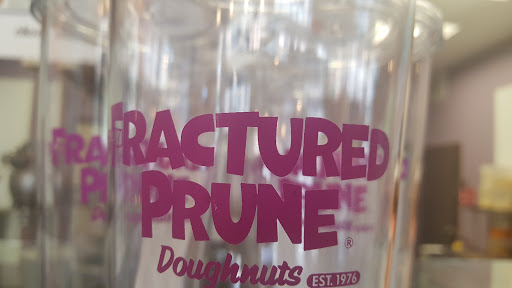 FRACTURED
PRUNE®
Doughnuts EST. 1976